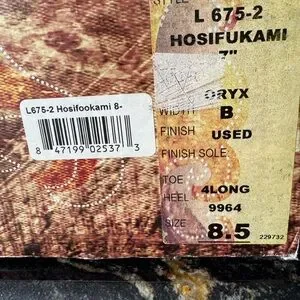 STYLE L 675-2
HOSIFUKAMI
7"
ORYX
WIDTH B
FINISH USED
FINISH SOLE
TOE 4LONG
HEEL 9964
SIZE 8.5
229732
L675-2 Hosifookami 8-
8 47199 02537 3